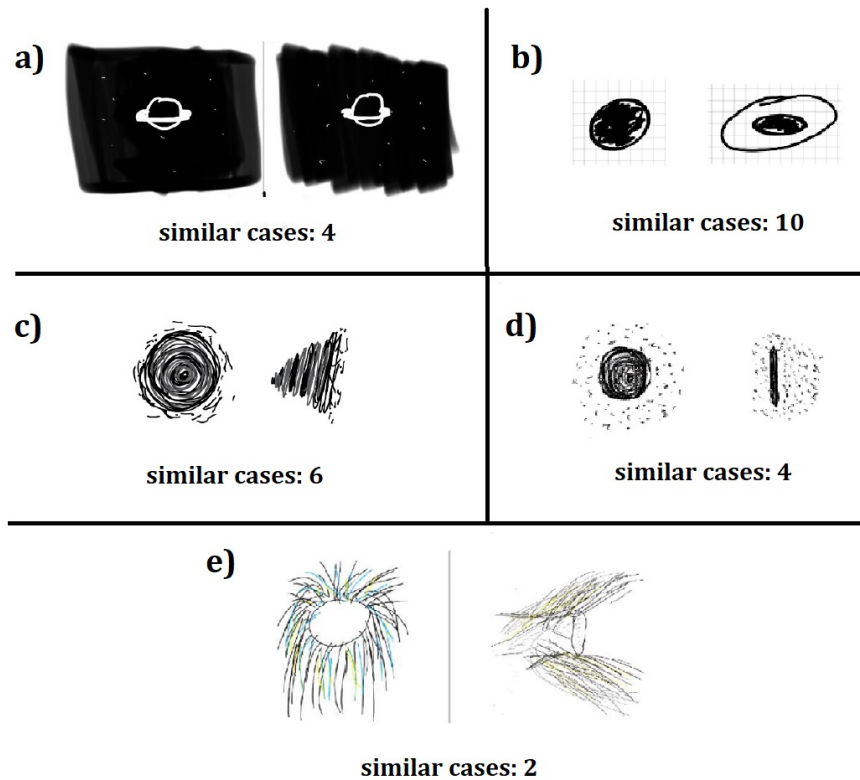 a)
similar cases: 4
b)
similar cases: 10
c)
similar cases: 6
d)
similar cases: 4
e)
similar cases: 2